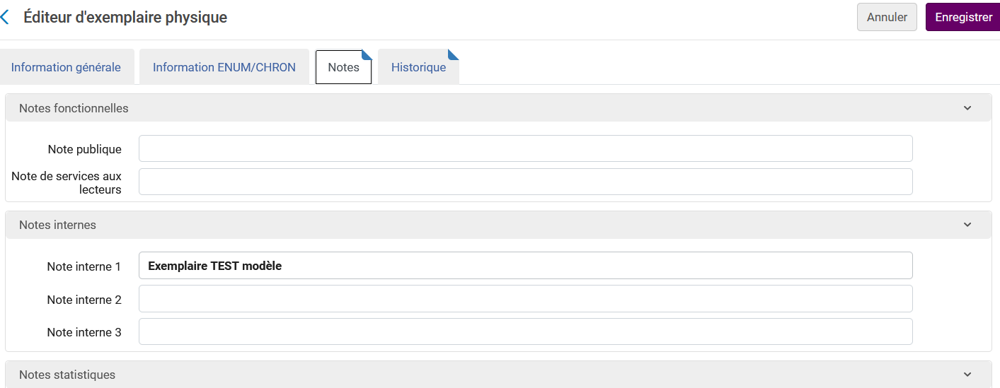 Éditeur d'exemplaire physique
Annuler
Enregistrer
Information générale
Information ENUM/CHRON
Notes
Historique
Notes fonctionnelles
Note publique
Note de services aux
lecteurs
Notes internes
Note interne 1
Exemplaire TEST modèle
Note interne 2
Note interne 3
Notes statistiques